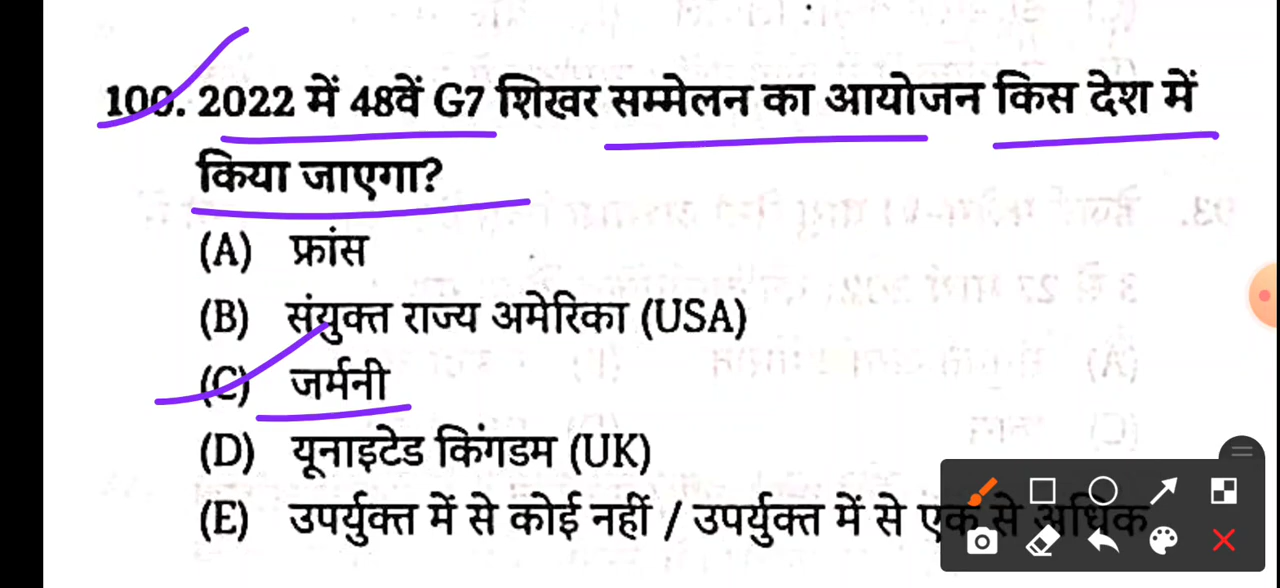 100. 2022 में 48वें G7 शिखर सम्मेलन का आयोजन किस देश में
किया जाएगा?
(A) फ्रांस
(B) संयुक्त राज्य अमेरिका (USA)
(C) जर्मनी
(D) यूनाइटेड किंगडम (UK)
(E) उपर्युक्त में से कोई नहीं / उपर्युक्त में से एक से अधिक